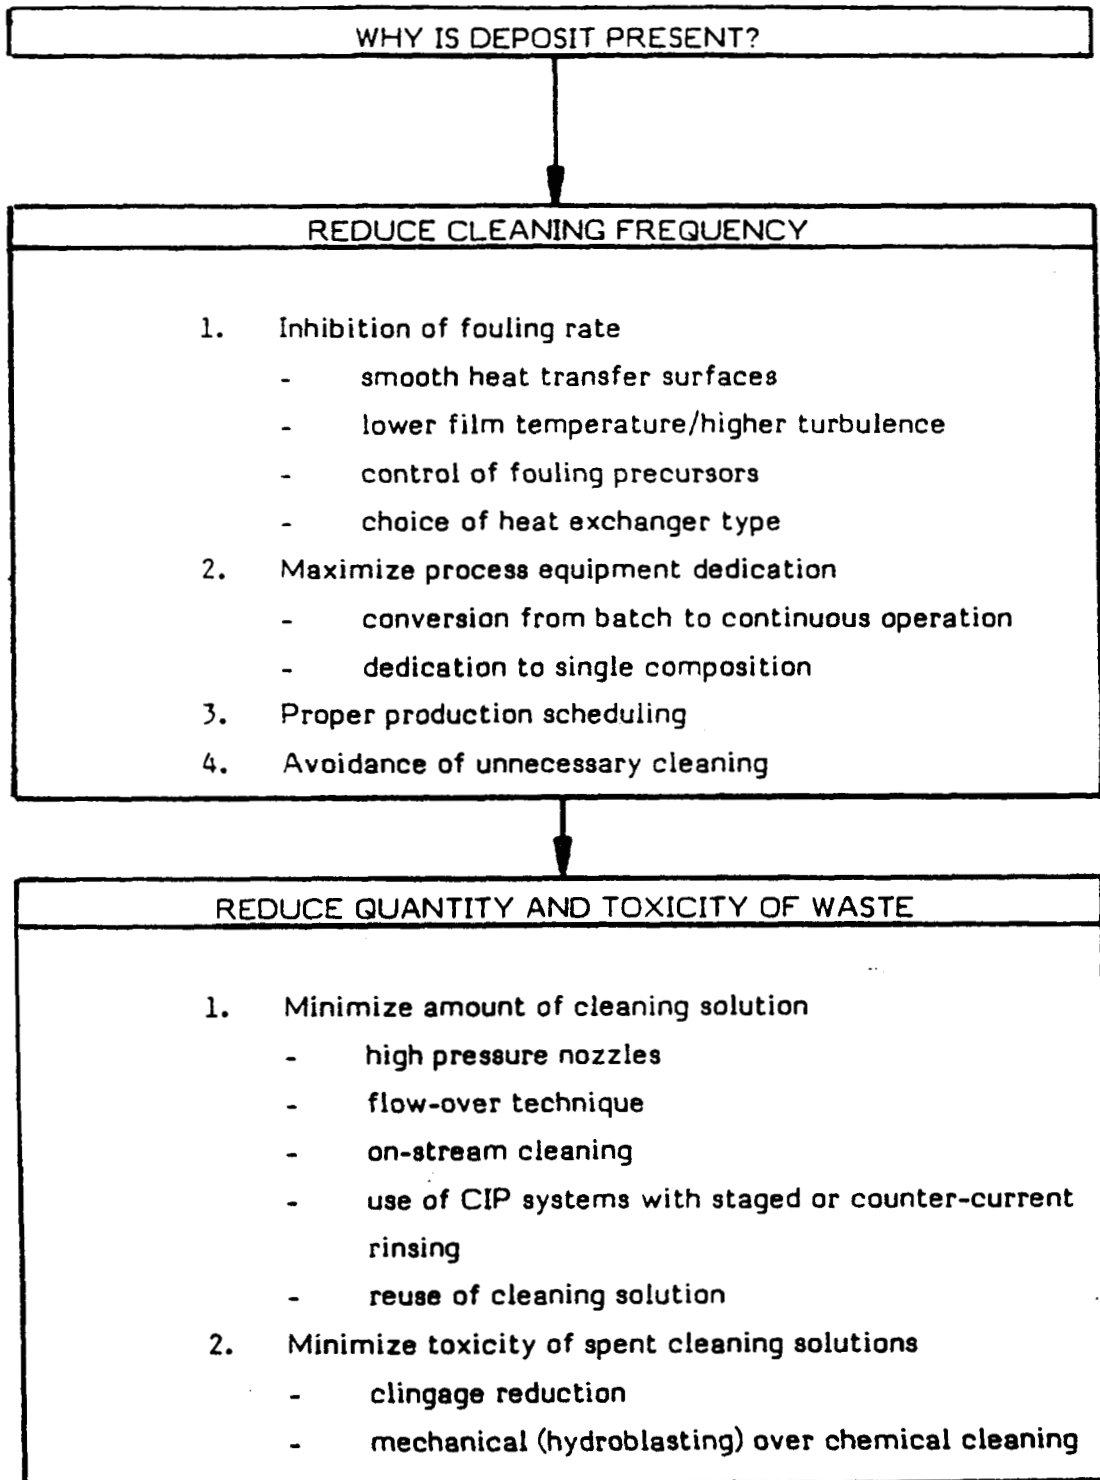 WHY IS DEPOSIT PRESENT?
REDUCE CLEANING FREQUENCY
1. Inhibition of fouling rate
- smooth heat transfer surfaces
- lower film temperature/higher turbulence
- control of fouling precursors
- choice of heat exchanger type
2. Maximize process equipment dedication
- conversion from batch to continuous operation
- dedication to single composition
3. Proper production scheduling
4. Avoidance of unnecessary cleaning
REDUCE QUANTITY AND TOXICITY OF WASTE
1. Minimize amount of cleaning solution
- high pressure nozzles
- flow-over technique
- on-stream cleaning
- use of CIP systems with staged or counter-current
rinsing
- reuse of cleaning solution
2. Minimize toxicity of spent cleaning solutions
- clingage reduction
- mechanical (hydroblasting) over chemical cleaning